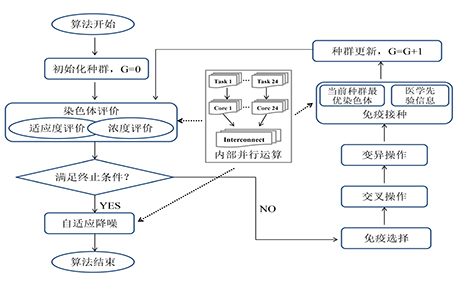 算法开始
初始化种群，G=0
染色体评价
适应度评价
浓度评价
满足终止条件？
YES
NO
自适应降噪
算法结束
Task 1
Task 24
Core 1
Core 24
Interconnect
内部并行运算
种群更新，G=G+1
当前种群最
优染色体
医学先
验信息
免疫接种
变异操作
交叉操作
免疫选择